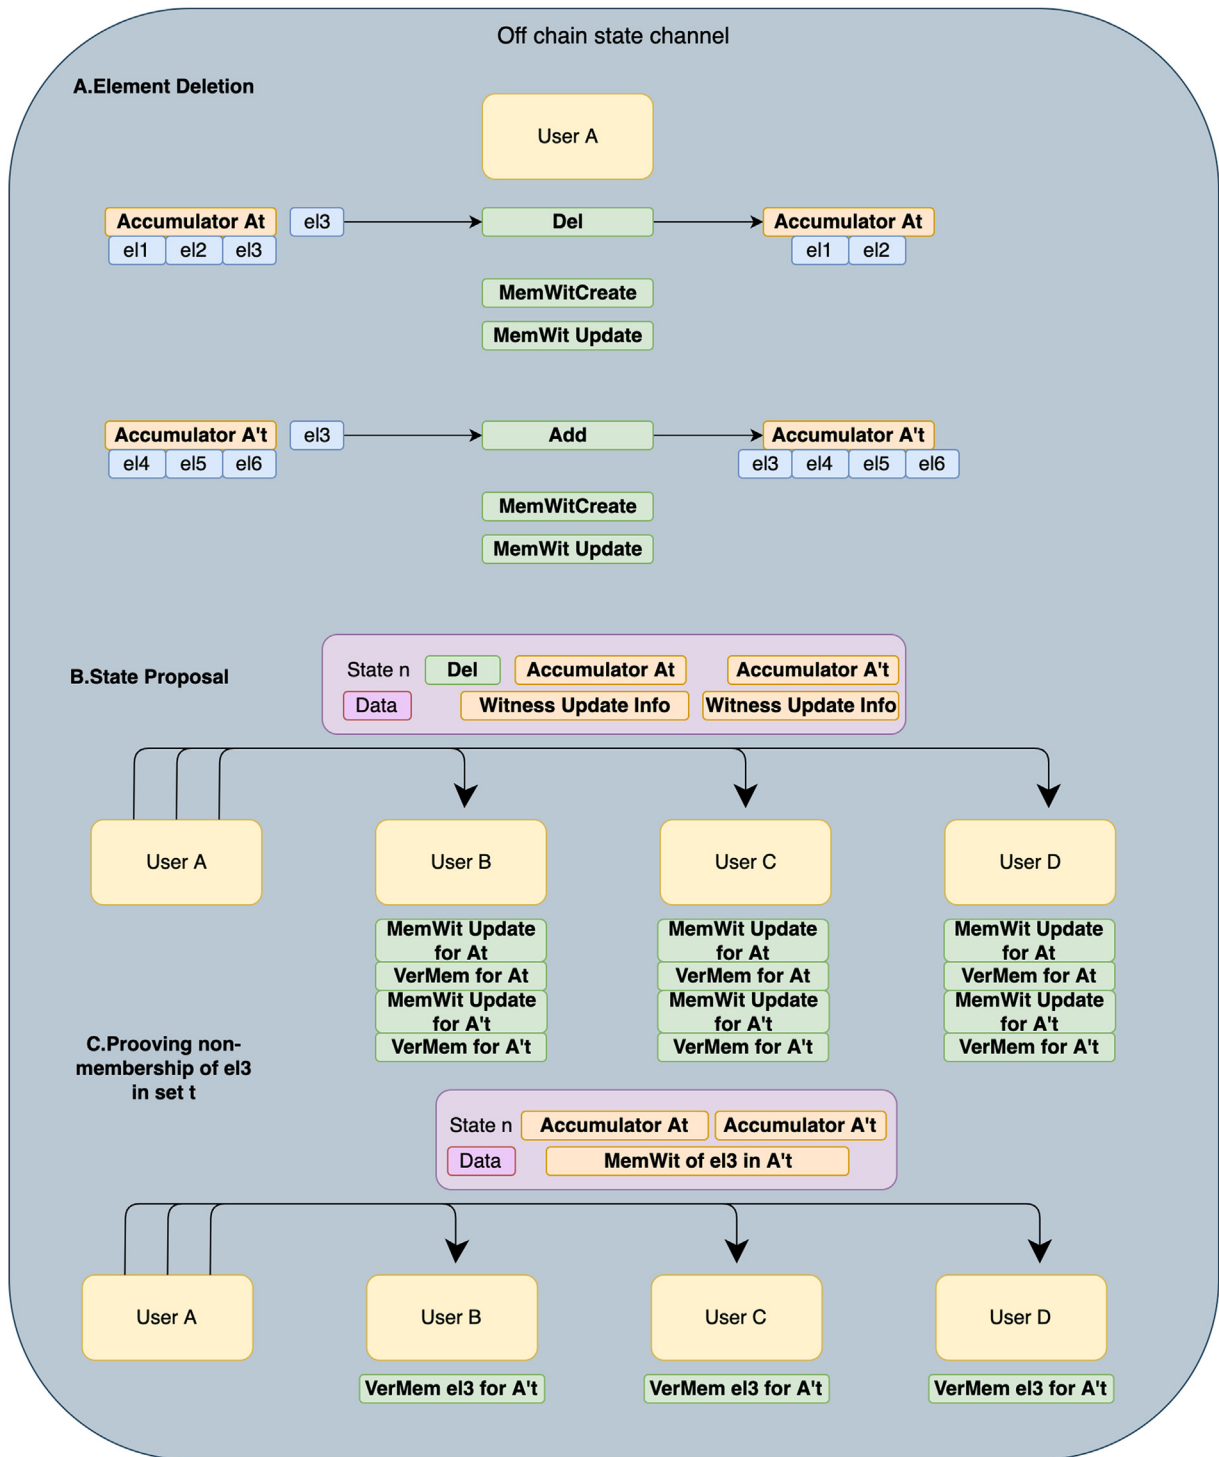 Off chain state channel
A.Element Deletion
User A
Accumulator At
el3
Del
Accumulator At
el1 el2 el3
el1 el2
MemWitCreate
MemWit Update
Accumulator A't
el3
Add
Accumulator A't
el4 el5 el6
el3 el4 el5 el6
MemWitCreate
MemWit Update
B.State Proposal
State n Del Accumulator At Accumulator A't
Data Witness Update Info Witness Update Info
User A
User B
User C
User D
MemWit Update
for At
VerMem for At
MemWit Update
for A't
VerMem for A't
MemWit Update
for At
VerMem for At
MemWit Update
for A't
VerMem for A't
MemWit Update
for At
VerMem for At
MemWit Update
for A't
VerMem for A't
C.Prooving non-
membership of el3
in set t
State n Accumulator At Accumulator A't
Data MemWit of el3 in A't
User A
User B
User C
User D
VerMem el3 for A't
VerMem el3 for A't
VerMem el3 for A't